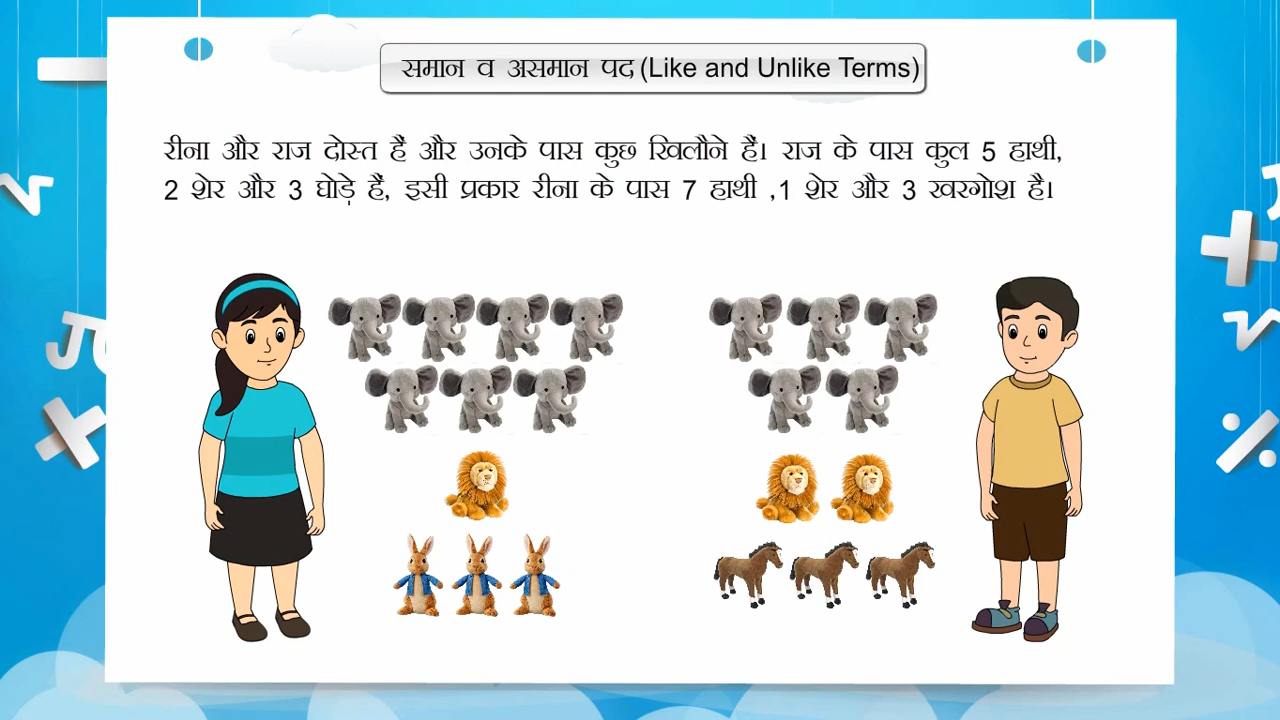 समान व असमान पद (Like and Unlike Terms)
रीना और राज दोस्त हैं और उनके पास कुछ खिलौने हैं। राज के पास कुल 5 हाथी,
2 शेर और 3 घोड़े हैं, इसी प्रकार रीना के पास 7 हाथी ,1 शेर और 3 खरगोश है।